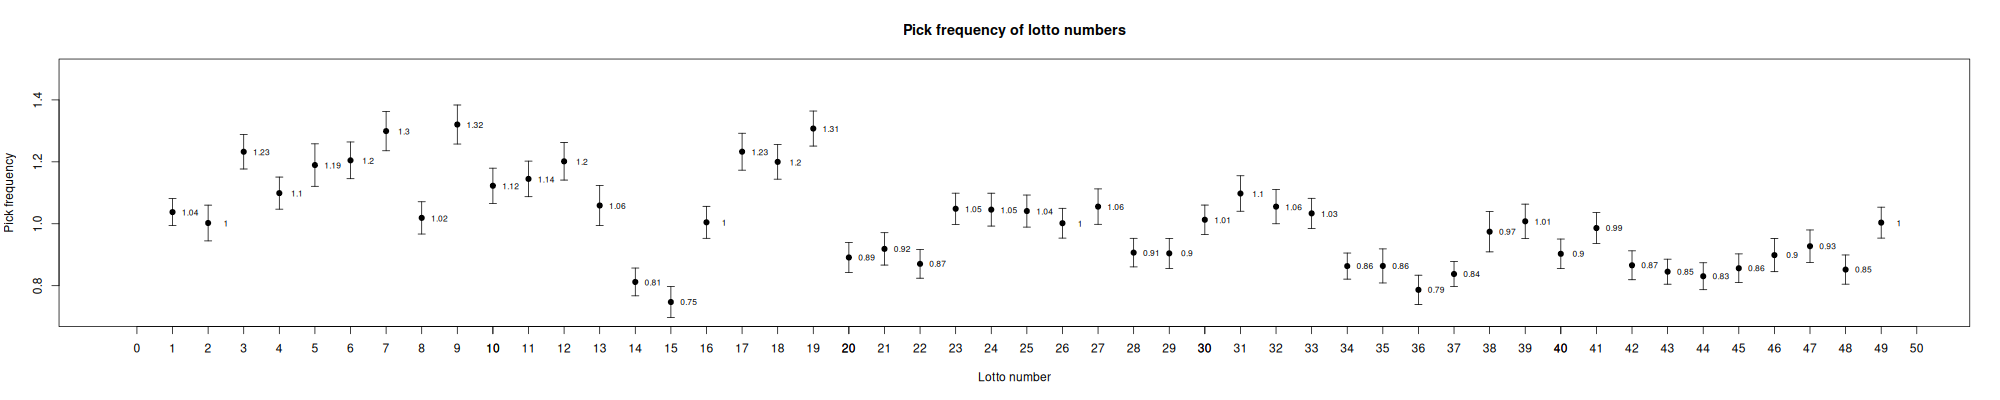 Pick frequency of lotto numbers
Pick frequency
1.4
1.2
1.0
0.8
1.04 1 1.23 1.1 1.19 1.2 1.3 1.02 1.32 1.12 1.14 1.2 1.06 0.81 0.75 1 1.23 1.2 1.31 0.89 0.92 0.87 1.05 1.05 1.04 1 1.06 0.91 0.9 1.01 1.1 1.06 1.03 0.86 0.86 0.79 0.84 0.97 1.01 0.9 0.99 0.87 0.85 0.83 0.86 0.9 0.93 0.85 1
0 1 2 3 4 5 6 7 8 9 10 11 12 13 14 15 16 17 18 19 20 21 22 23 24 25 26 27 28 29 30 31 32 33 34 35 36 37 38 39 40 41 42 43 44 45 46 47 48 49 50
Lotto number